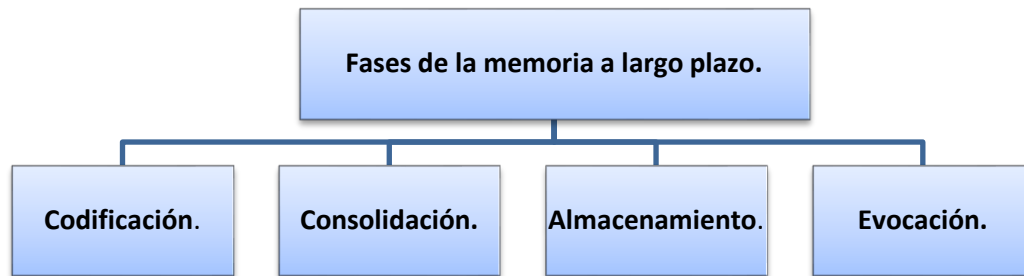 Fases de la memoria a largo plazo.
Codificación.
Consolidación.
Almacenamiento.
Evocación.